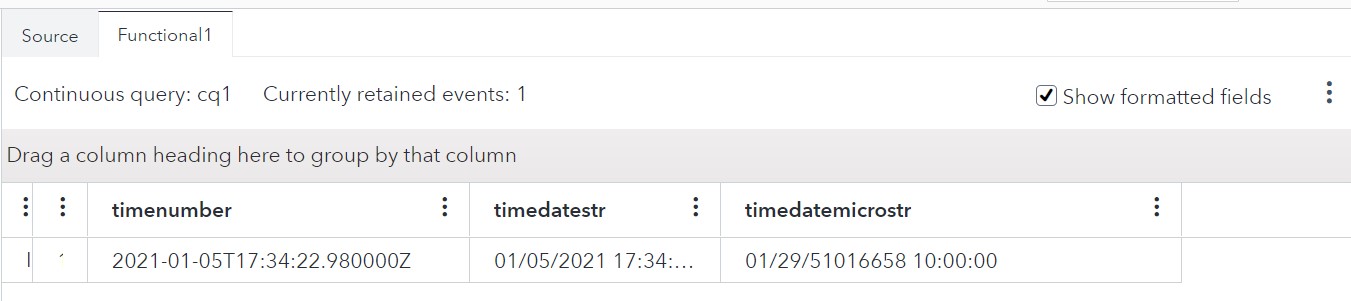 Source Functional1
Continuous query: cq1 Currently retained events: 1 Show formatted fields
Drag a column heading here to group by that column
timenumber timedatestr timedatemicrostr
2021-01-05T17:34:22.980000Z 01/05/2021 17:34:... 01/29/51016658 10:00:00